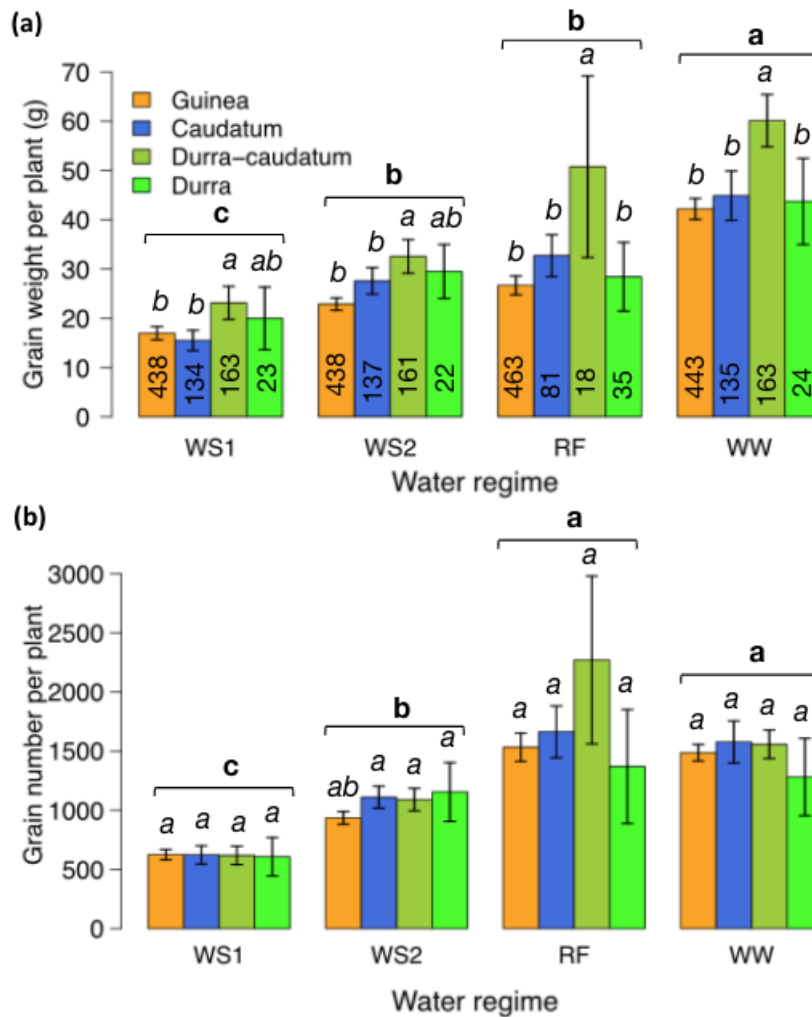 (a)
b
a
a
a
Grain weight per plant (g)
70
60
50
40
30
20
10
0
Guinea
Caudatum
Durra–caudatum
Durra
c
b
b b a ab
b b a ab
b b b
b b b
438 134 163 23
438 137 161 22
463 81 18 35
443 135 163 24
WS1 WS2 RF WW
Water regime
(b)
a
a
Grain number per plant
3000
2500
2000
1500
1000
500
0
c
b
a
a a a a
ab a a a
a a a
a a a a
WS1 WS2 RF WW
Water regime